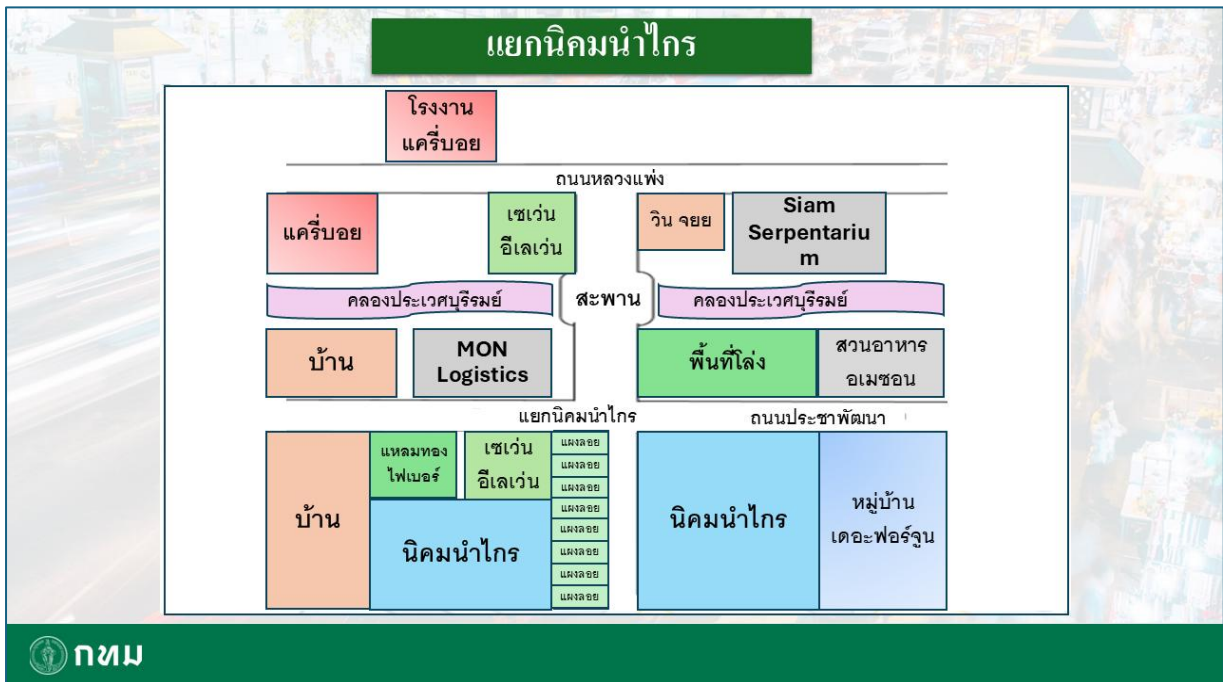 แยกนิคมนำไกร
โรงงาน
แครี่บอย
ถนนหลวงแพ่ง
แครี่บอย
เซเว่น
อีเลเว่น
วิน จยย
Siam
Serpentariu
m
คลองประเวศบุรีรมย์
สะพาน
คลองประเวศบุรีรมย์
บ้าน
MON
Logistics
พื้นที่โล่ง
สวนอาหาร
อเมซอน
แยกนิคมนำไกร
ถนนประชาพัฒนา
บ้าน
แหลมทอง
ไฟเบอร์
เซเว่น
อีเลเว่น
แผงลอย
แผงลอย
แผงลอย
แผงลอย
แผงลอย
แผงลอย
แผงลอย
แผงลอย
นิคมนำไกร
นิคมนำไกร
หมู่บ้าน
เดอะฟอร์จูน
กทม